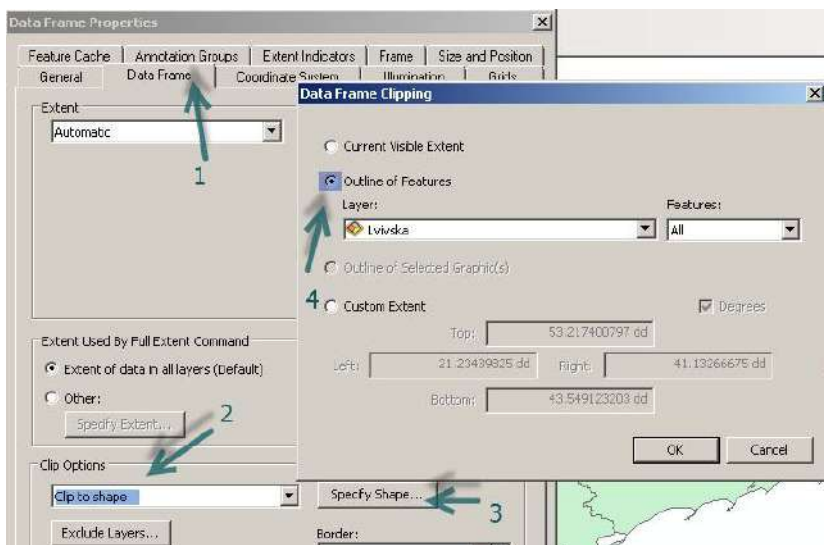 Data Frame Properties
Feature Cache Annotation Groups Extent Indicators Frame Size and Position
General Data Frame Coordinate System Illumination Grids
Extent
Automatic
1
Data Frame Clipping
Current Visible Extent
Outline of Features
Layer: Features:
Lvivska All
Outline of Selected Graphic(s)
4
Custom Extent Degrees
Top: 53.217400797 dd
Left: 21.23439825 dd Right: 41.13266675 dd
Bottom: 43.549123203 dd
OK Cancel
Extent Used By Full Extent Command
Extent of data in all layers (Default)
Other:
Specify Extent...
2
Clip Options
Clip to shape Specify Shape...
3
Exclude Layers... Border: